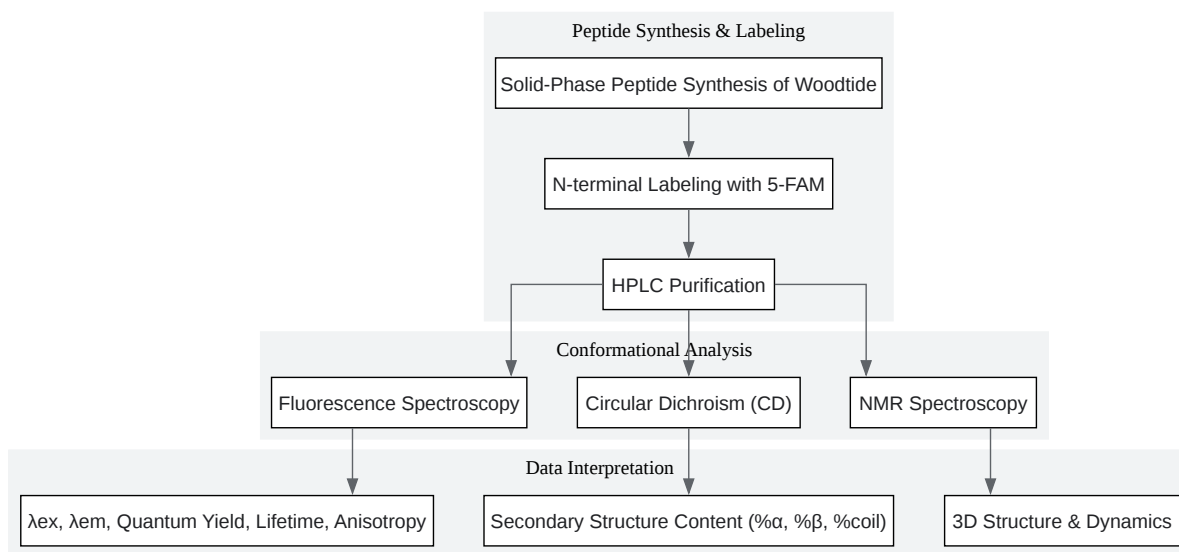 Peptide Synthesis & Labeling
Solid-Phase Peptide Synthesis of Woodtide
N-terminal Labeling with 5-FAM
HPLC Purification
Conformational Analysis
Fluorescence Spectroscopy
Circular Dichroism (CD)
NMR Spectroscopy
Data Interpretation
λex, λem, Quantum Yield, Lifetime, Anisotropy
Secondary Structure Content (%α, %β, %coil)
3D Structure & Dynamics